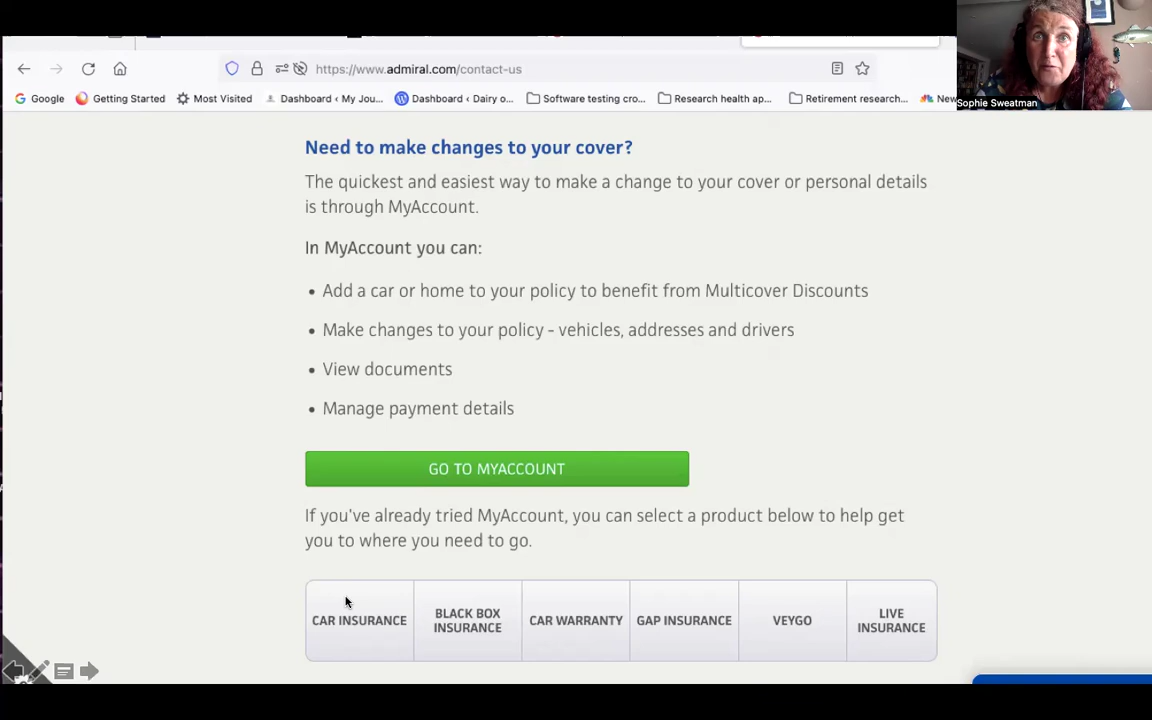 https://www.admiral.com/contact-us
Sophie Sweatman
Google
Getting Started
Most Visited
Dashboard ‹ My Jou...
Dashboard ‹ Dairy o...
Software testing cro...
Research health ap...
Retirement research...
New
Need to make changes to your cover?
The quickest and easiest way to make a change to your cover or personal details
is through MyAccount.
In MyAccount you can:
• Add a car or home to your policy to benefit from Multicover Discounts
• Make changes to your policy - vehicles, addresses and drivers
• View documents
• Manage payment details
GO TO MYACCOUNT
If you've already tried MyAccount, you can select a product below to help get
you to where you need to go.
CAR INSURANCE
BLACK BOX
INSURANCE
CAR WARRANTY
GAP INSURANCE
VEYGO
LIVE
INSURANCE